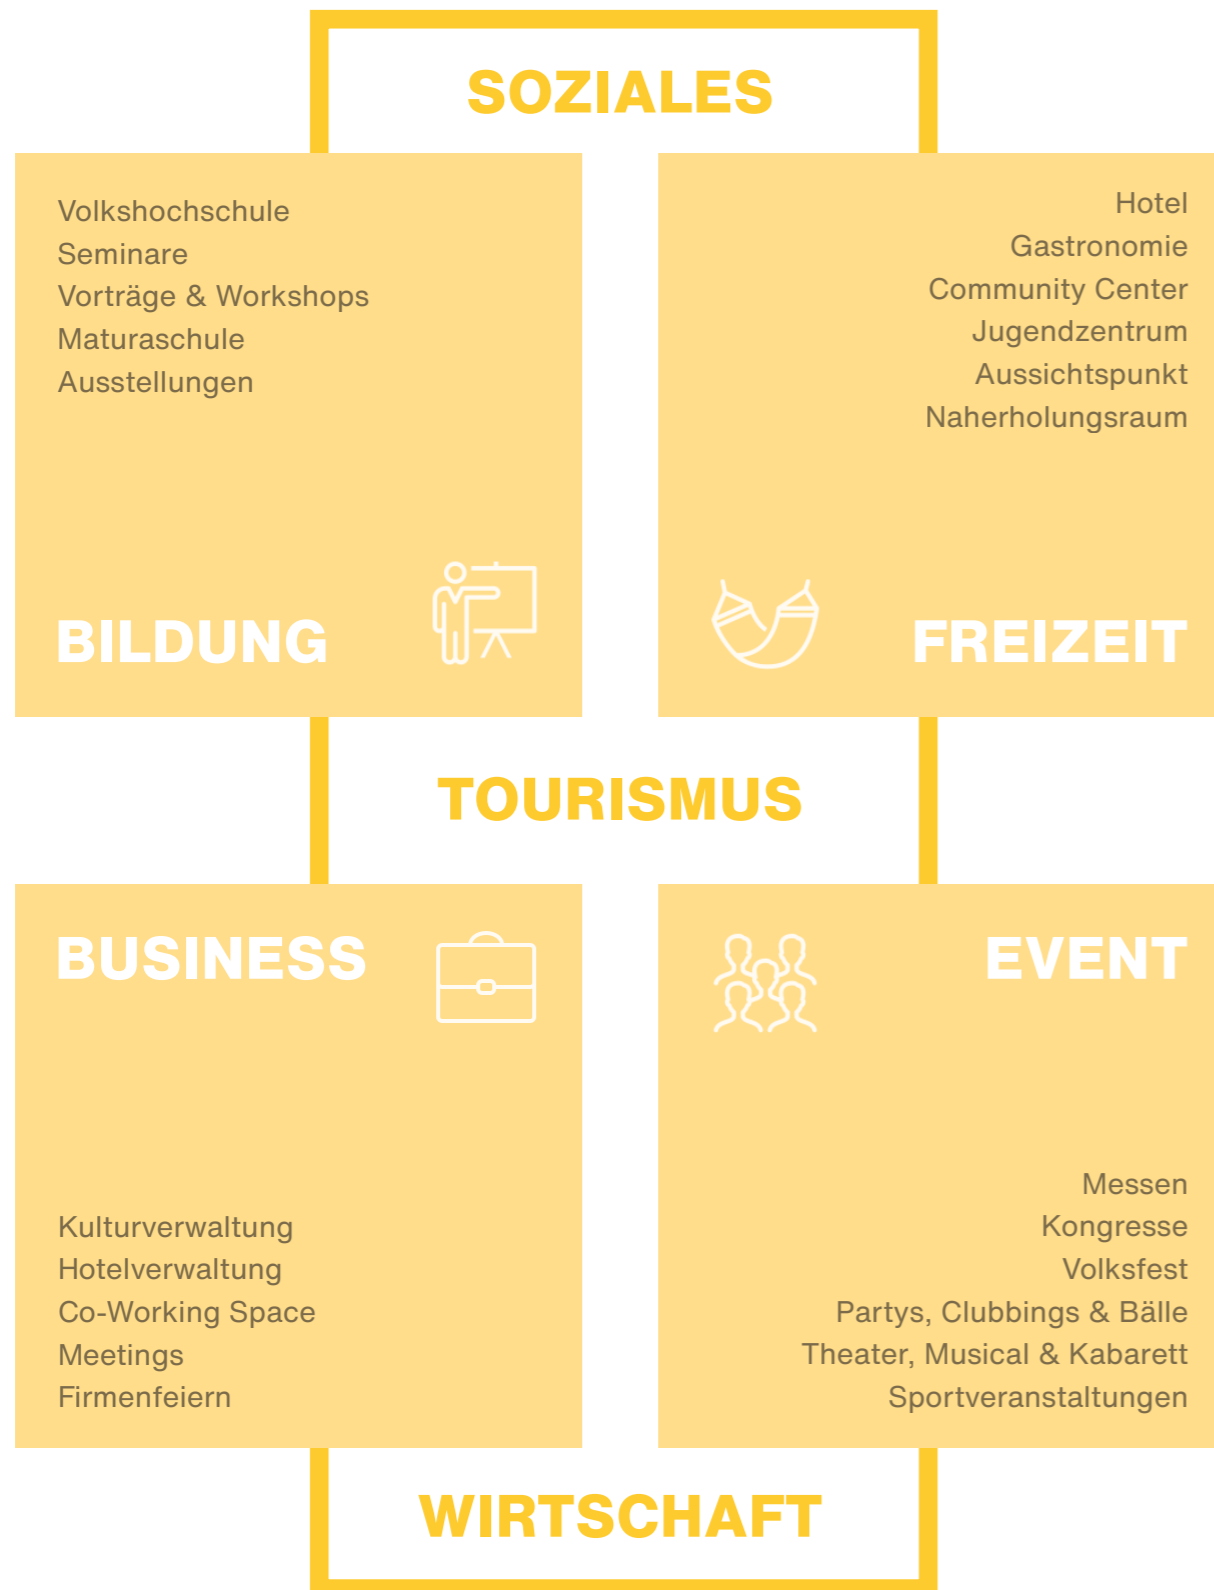 SOZIALES
Volkshochschule
Seminare
Vorträge & Workshops
Maturaschule
Ausstellungen
BILDUNG
Hotel
Gastronomie
Community Center
Jugendzentrum
Aussichtspunkt
Naherholungsraum
FREIZEIT
TOURISMUS
BUSINESS
Kulturverwaltung
Hotelverwaltung
Co-Working Space
Meetings
Firmenfeiern
EVENT
Messen
Kongresse
Volksfest
Partys, Clubbings & Bälle
Theater, Musical & Kabarett
Sportveranstaltungen
WIRTSCHAFT